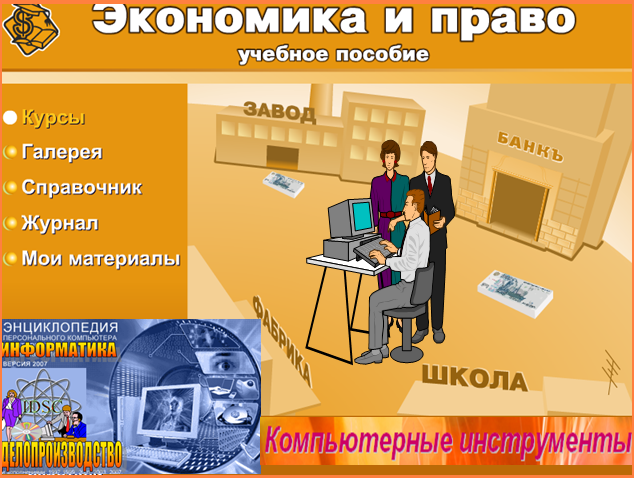 Экономика и право
учебное пособие
Курсы
Галерея
Справочник
Журнал
Мои материалы
ЗАВОД
БАНКЪ
ФАБРИКА
ШКОЛА
ЭНЦИКЛОПЕДИЯ
ПЕРСОНАЛЬНОГО КОМПЬЮТЕРА
ИНФОРМАТИКА
ВЕРСИЯ 2007
IDSC
ДЕЛОПРОИЗВОДСТВО
Компьютерные инструменты